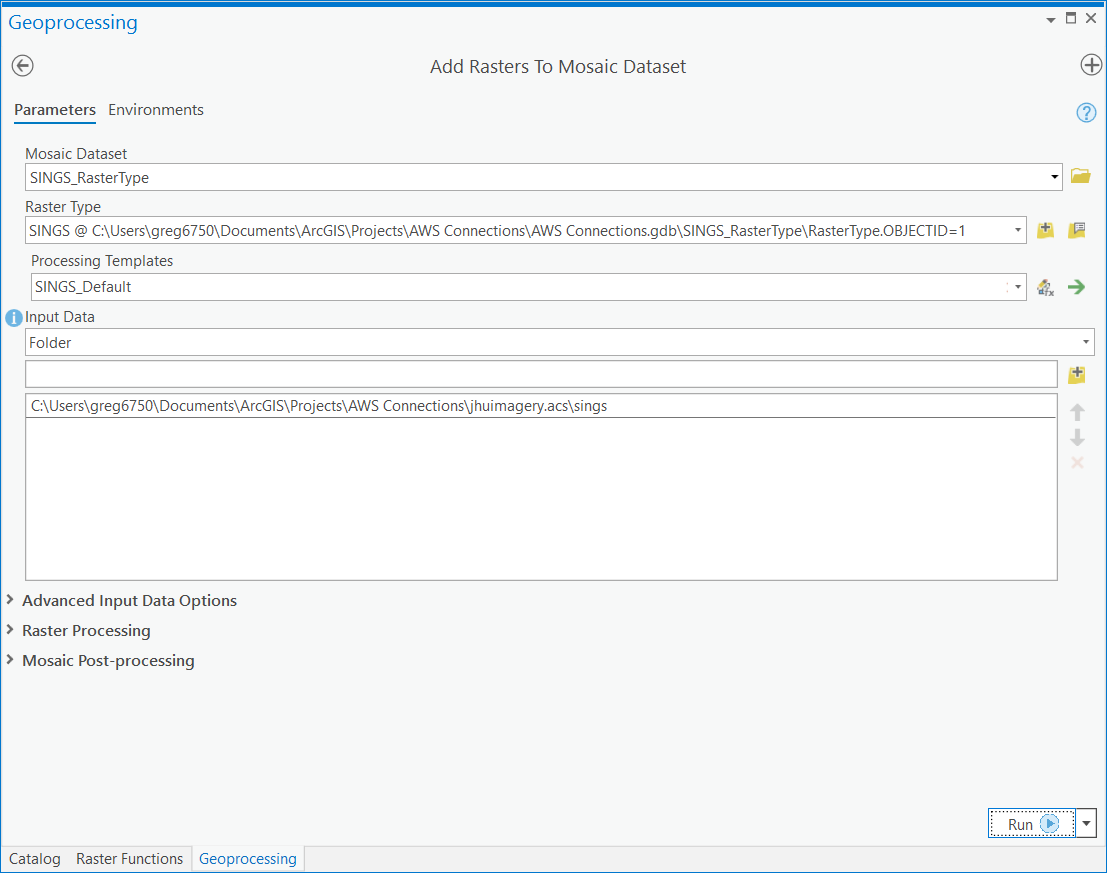 Geoprocessing
Add Rasters To Mosaic Dataset
Parameters Environments
Mosaic Dataset
SINGS_RasterType
Raster Type
SINGS @ C:\Users\greg6750\Documents\ArcGIS\Projects\AWS Connections\AWS Connections.gdb\SINGS_RasterType\RasterType.OBJECTID=1
Processing Templates
SINGS_Default
Input Data
Folder
C:\Users\greg6750\Documents\ArcGIS\Projects\AWS Connections\jhuimagery.acs\sings
Advanced Input Data Options
Raster Processing
Mosaic Post-processing
Run
Catalog Raster Functions Geoprocessing